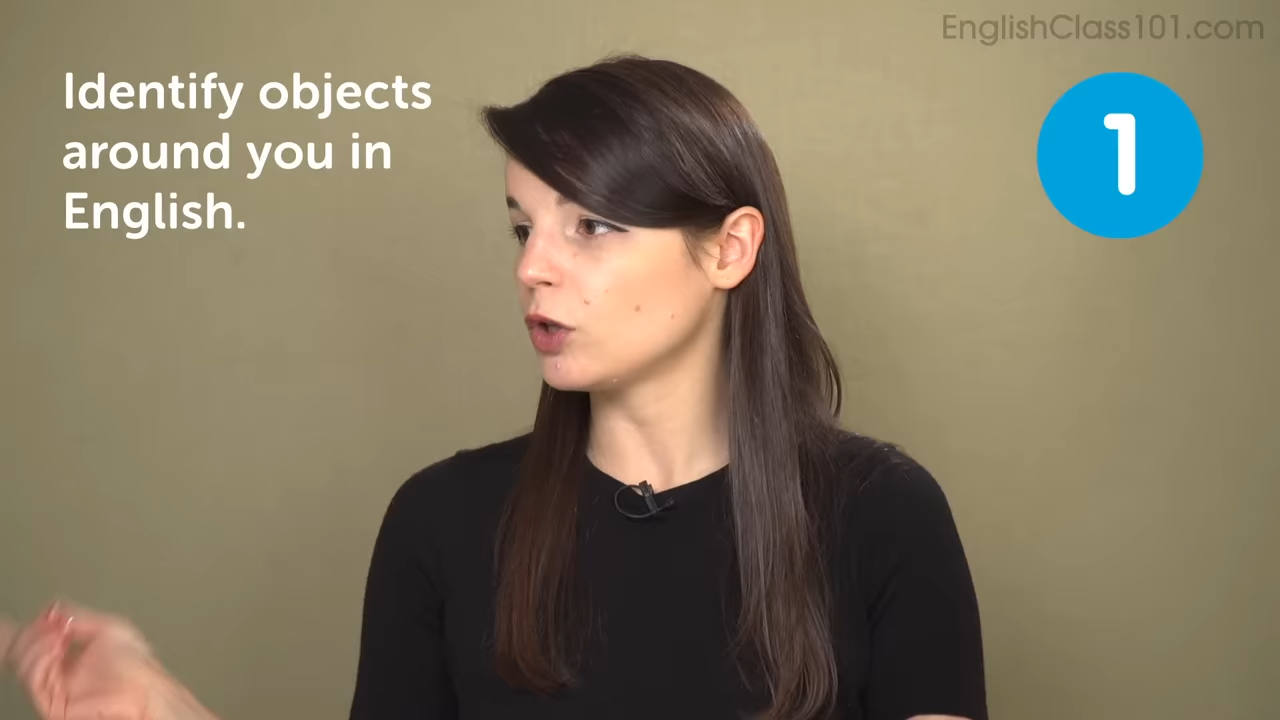 EnglishClass101.com
Identify objects
around you in
English.
1